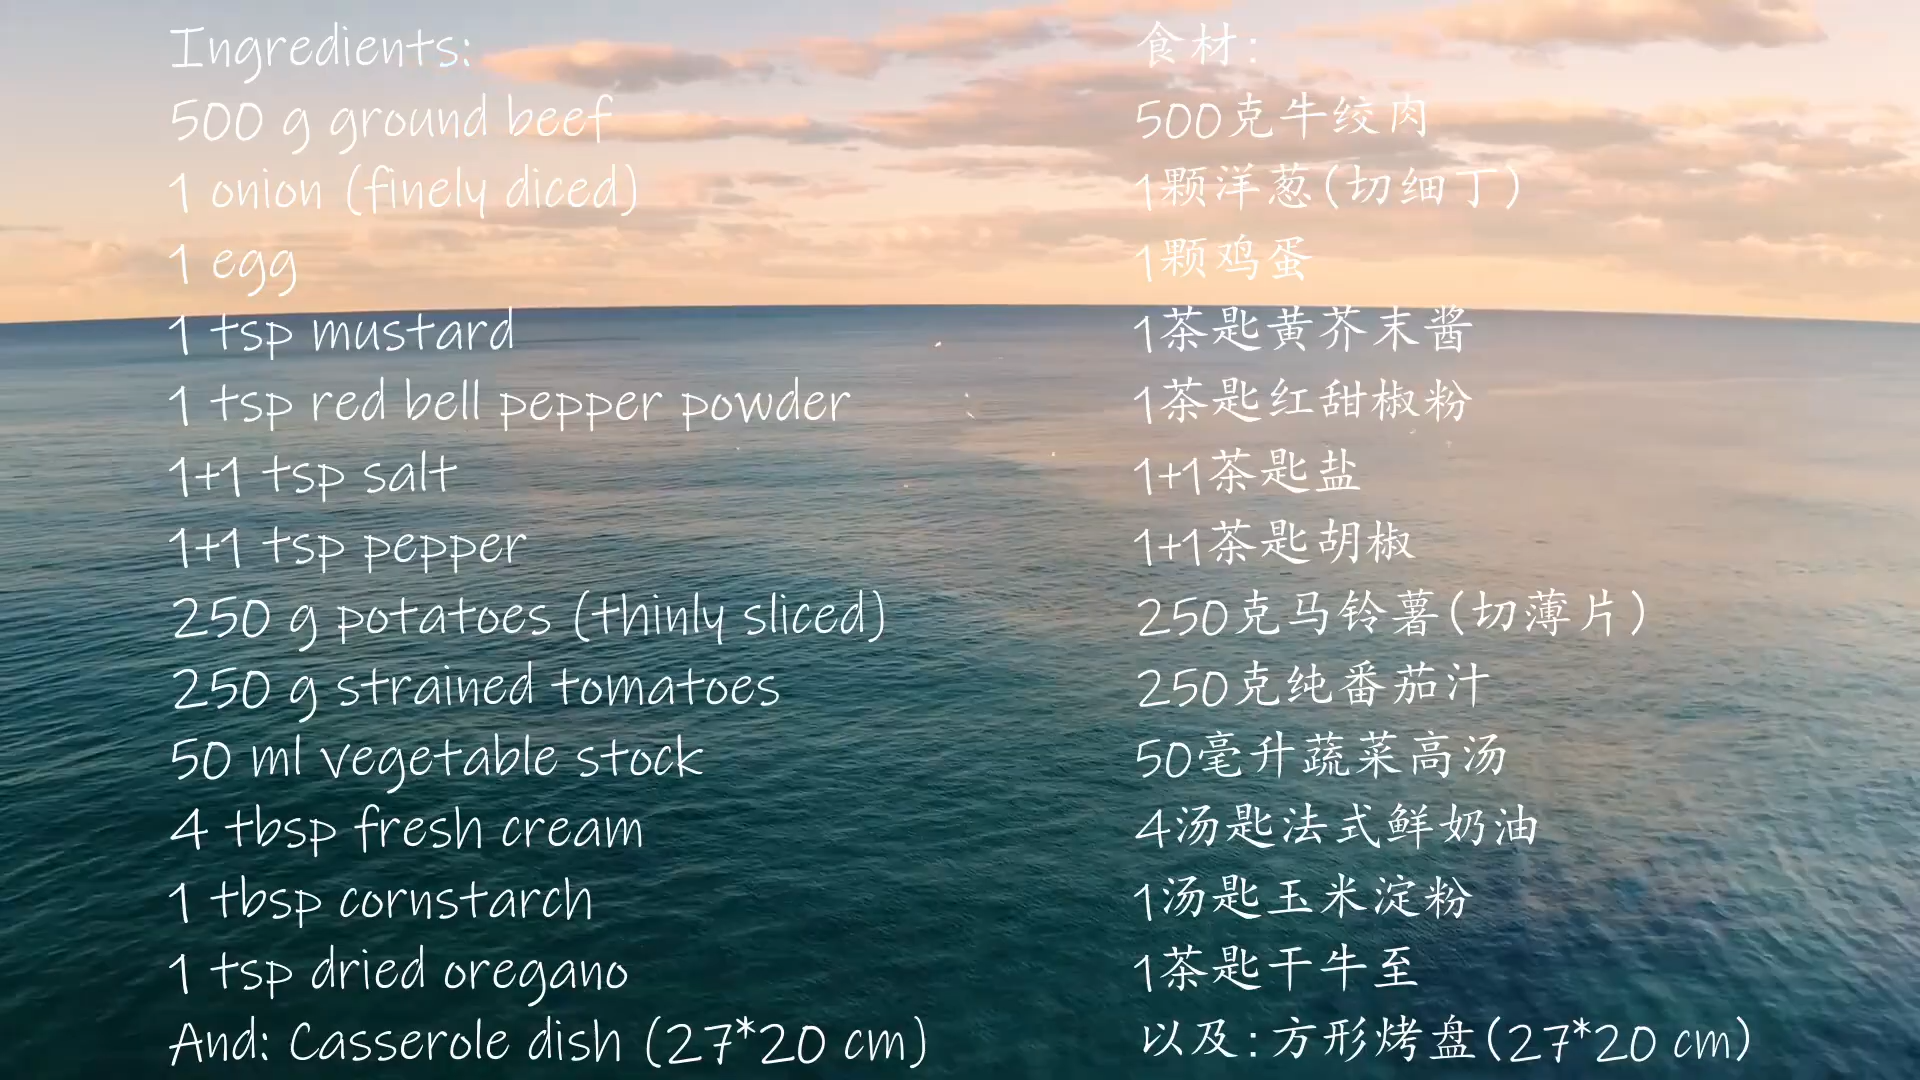 Ingredients:
500 g ground beef
1 onion (finely diced)
1 egg
1 tsp mustard
1 tsp red bell pepper powder
1+1 tsp salt
1+1 tsp pepper
250 g potatoes (thinly sliced)
250 g strained tomatoes
50 ml vegetable stock
4 tbsp fresh cream
1 tbsp cornstarch
1 tsp dried oregano
And: Casserole dish (27*20 cm)
食材:
500克牛绞肉
1颗洋葱(切细丁)
1颗鸡蛋
1茶匙黄芥末酱
1茶匙红甜椒粉
1+1茶匙盐
1+1茶匙胡椒
250克马铃薯(切薄片)
250克纯番茄汁
50毫升蔬菜高汤
4汤匙法式鲜奶油
1汤匙玉米淀粉
1茶匙干牛至
以及:方形烤盘(27*20 cm)